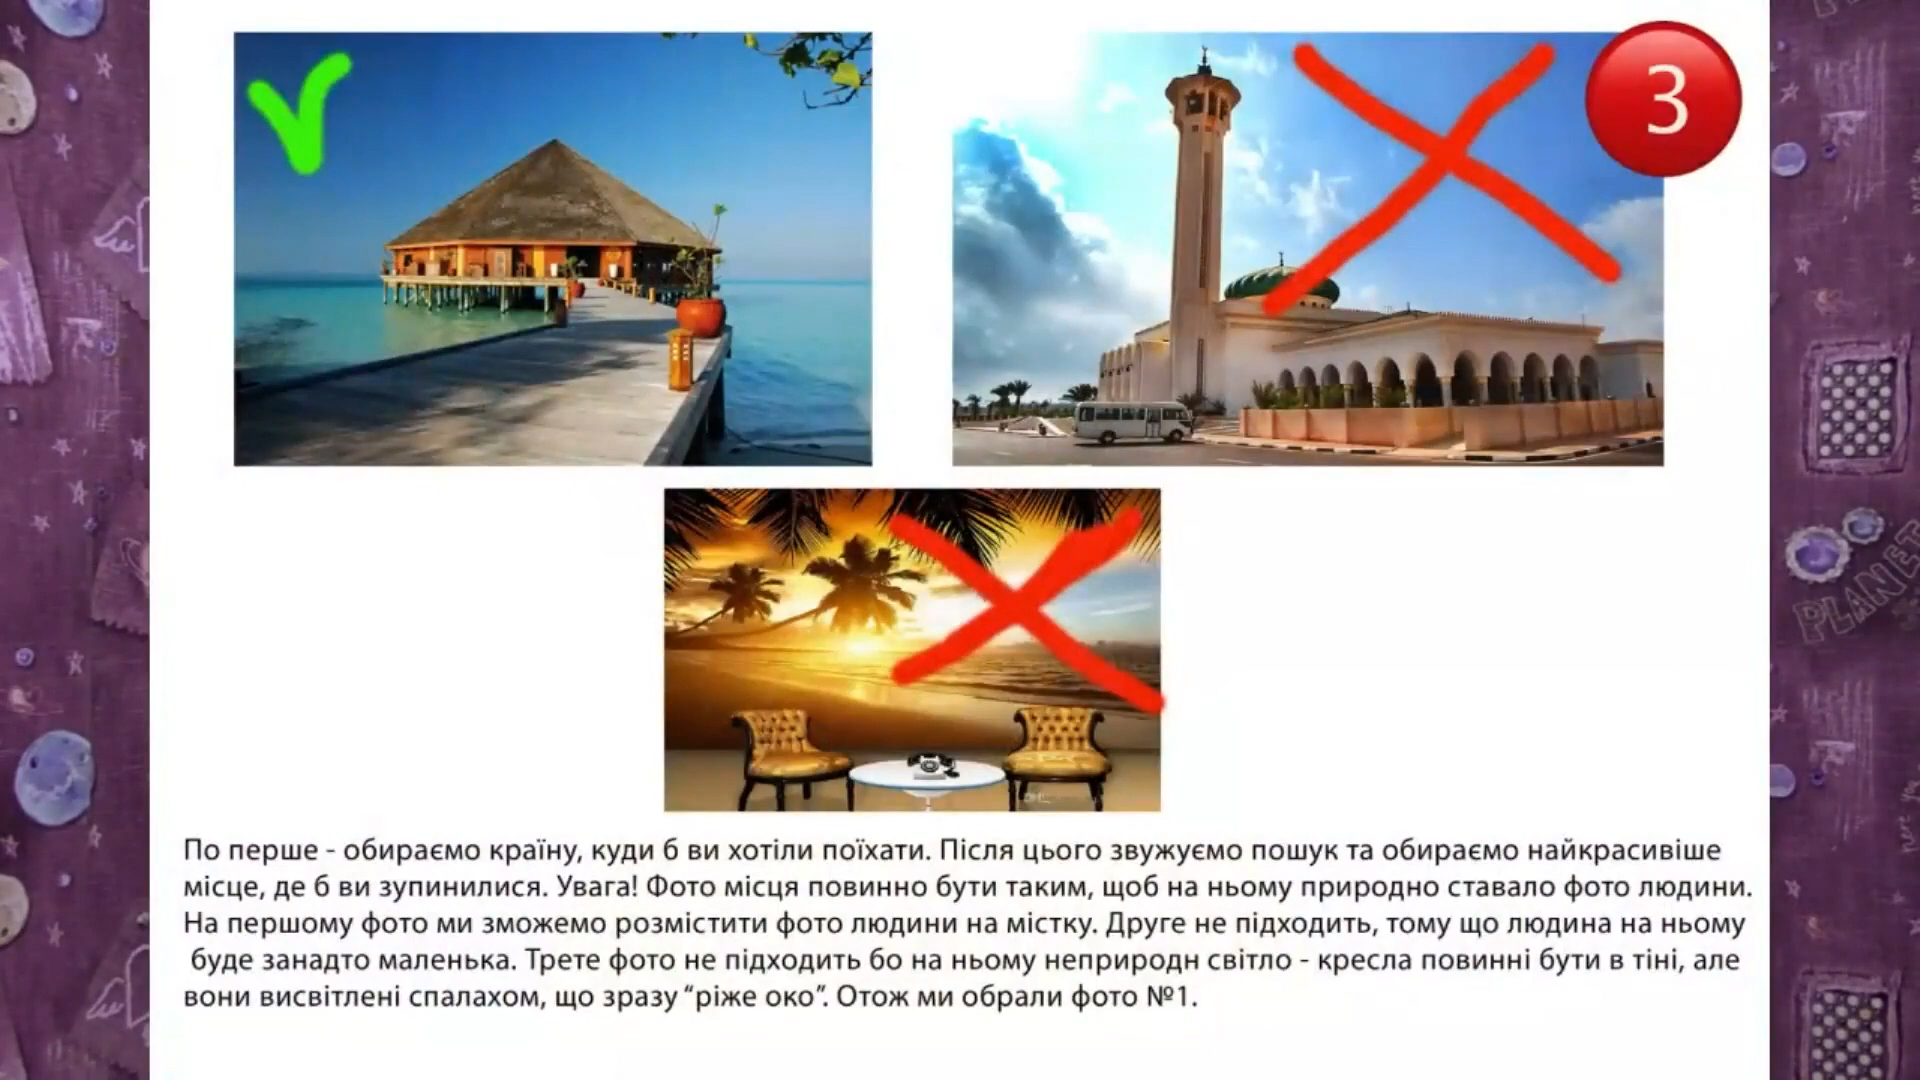 3
По перше - обираємо країну, куди б ви хотіли поїхати. Після цього звужуємо пошук та обираємо найкрасивіше
місце, де б ви зупинилися. Увага! Фото місця повинно бути таким, щоб на ньому природно ставало фото людини.
На першому фото ми зможемо розмістити фото людини на містку. Друге не підходить, тому що людина на ньому
буде занадто маленька. Трете фото не підходить бо на ньому неприродн світло - кресла повинні бути в тіні, але
вони висвітлені спалахом, що зразу “ріже око”. Отож ми обрали фото №1.
PLANET